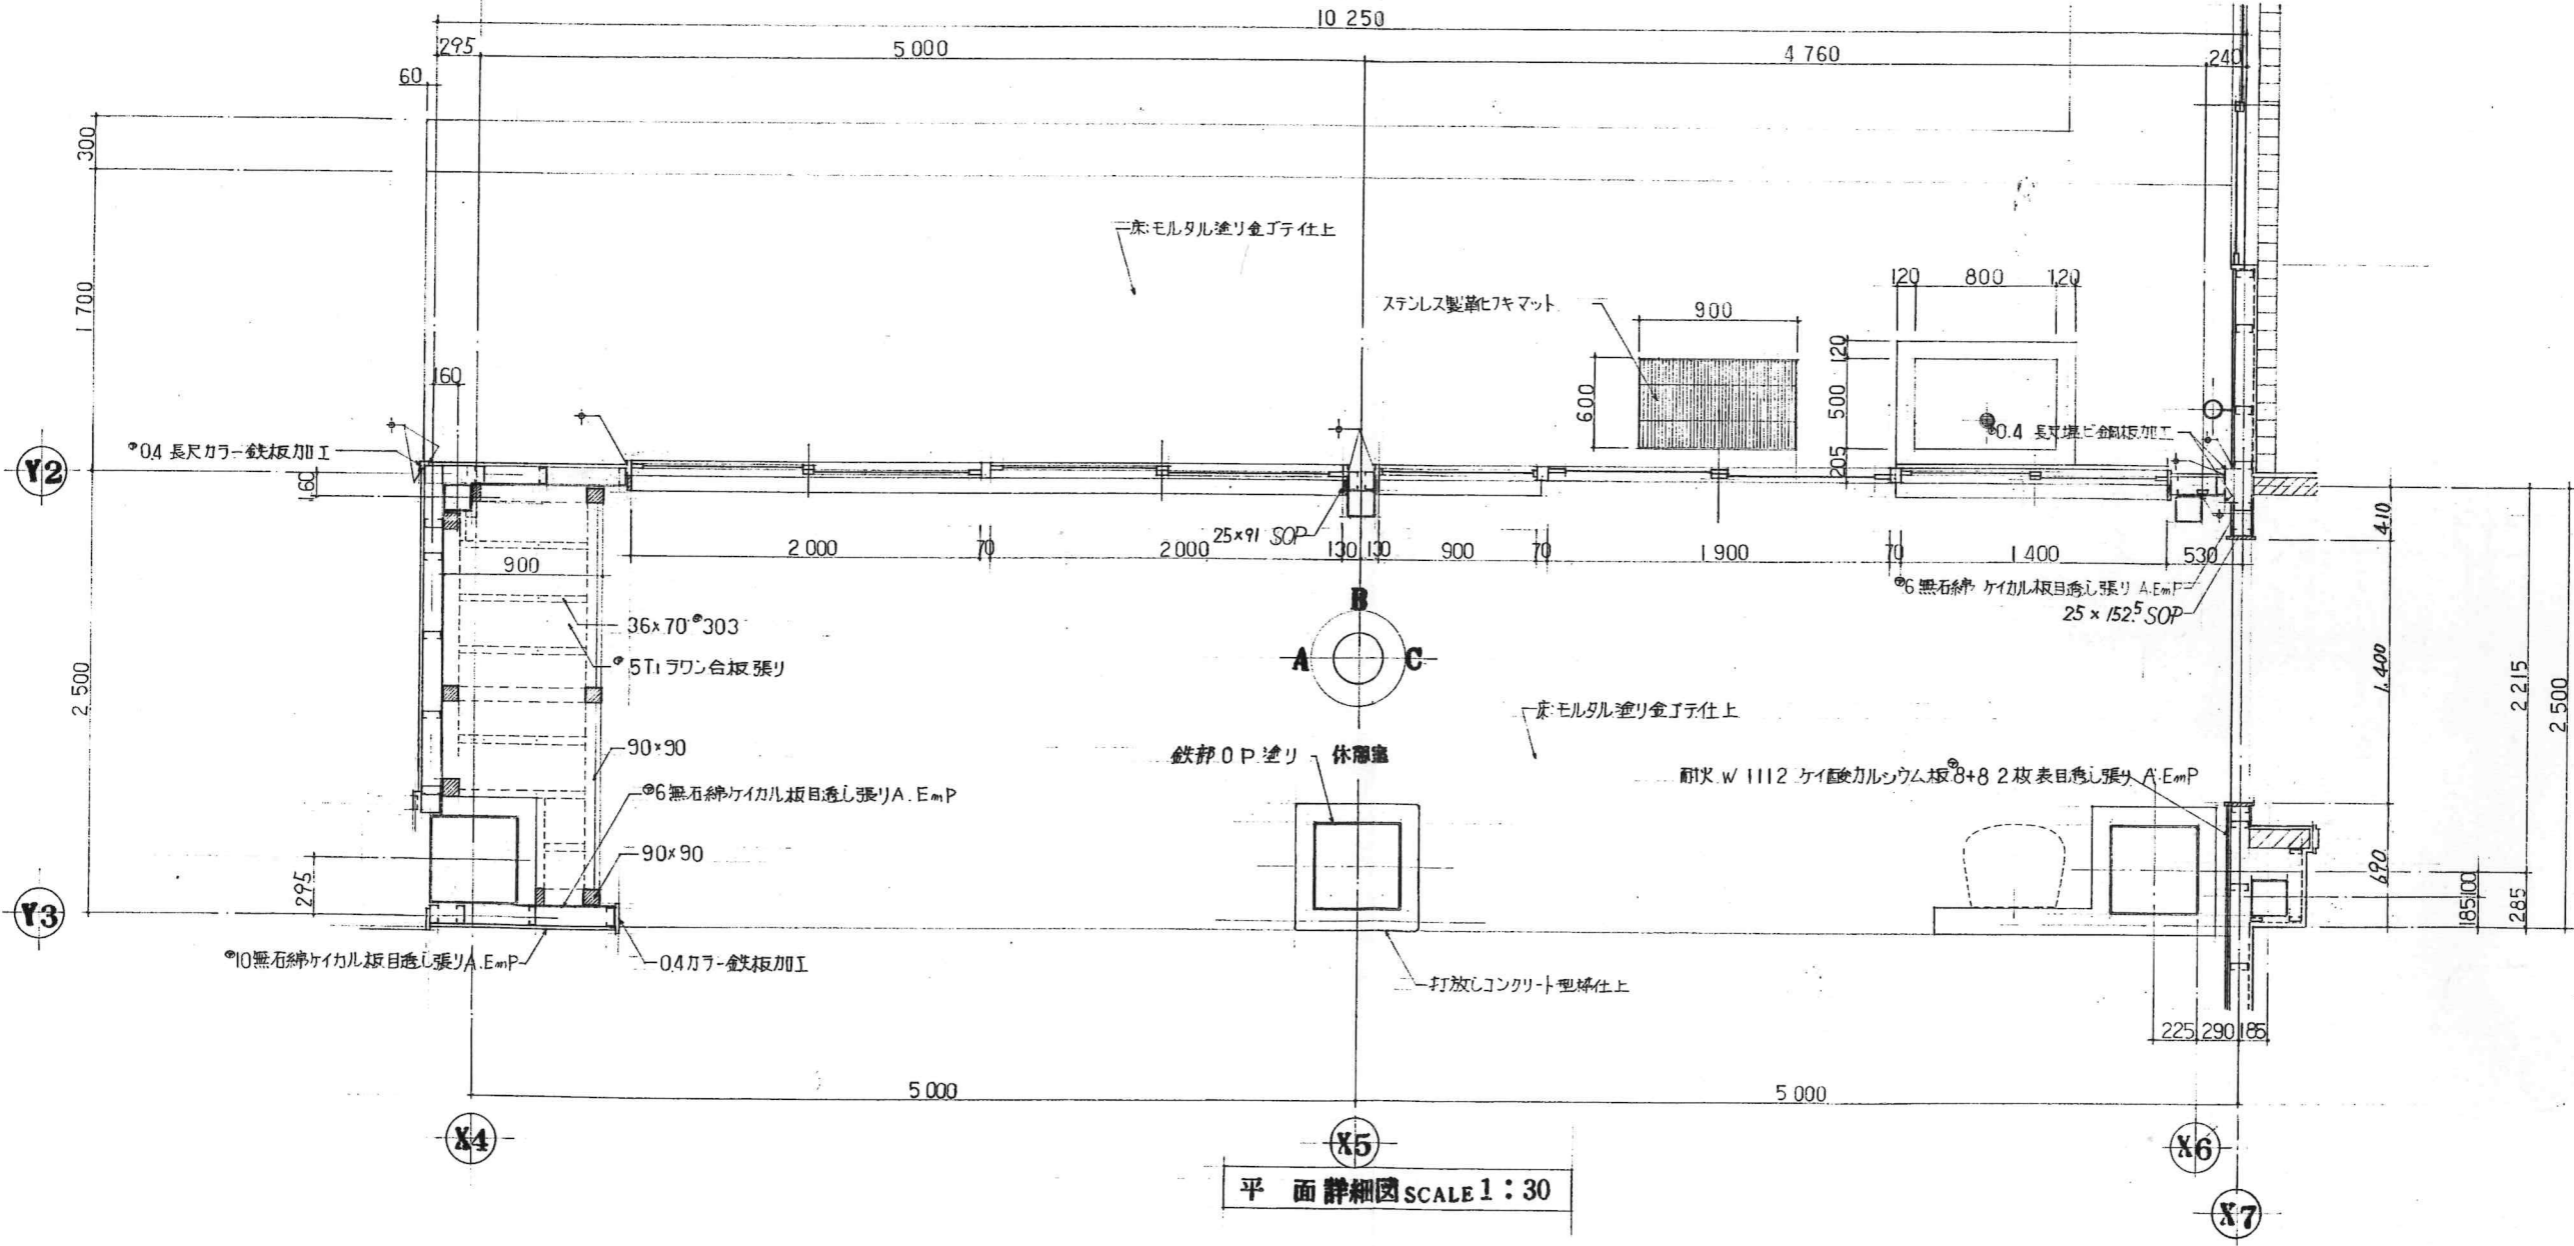 10 250
295
5 000
4 760
240
60
300
1 700
2 500
床:モルタル塗リ金ゴテ仕上
ステンレス製靴フキマット
900
600
120
800
120
120
500
205
160
160
0.4 長尺カラー鉄板加工
0.4 長尺塩ビ鋼板加工
Y2
2 000
70
2 000
25×91 SOP
130
130
900
70
1 900
70
1 400
530
410
900
6 無石綿 ケイカル板目透し張リ A.EmP
25 × 152.5 SOP
B
A
C
36×70 303
5T1 ラワン合板張リ
1,400
2 215
2 500
床:モルタル塗リ金ゴテ仕上
90×90
鉄部 O P 塗リ
休憩室
耐火 W 1112 ケイ酸カルシウム板 8+8 2枚表目透し張リ A.EmP
6 無石綿ケイカル板目透し張リ A.EmP
90×90
295
690
185
100
285
Y3
10無石綿ケイカル板目透し張リ A.EmP
0.4カラー鉄板加工
打放しコンクリート型枠仕上
225
290
185
5 000
5 000
X4
X5
X6
X7
平 面 詳細図 SCALE 1:30